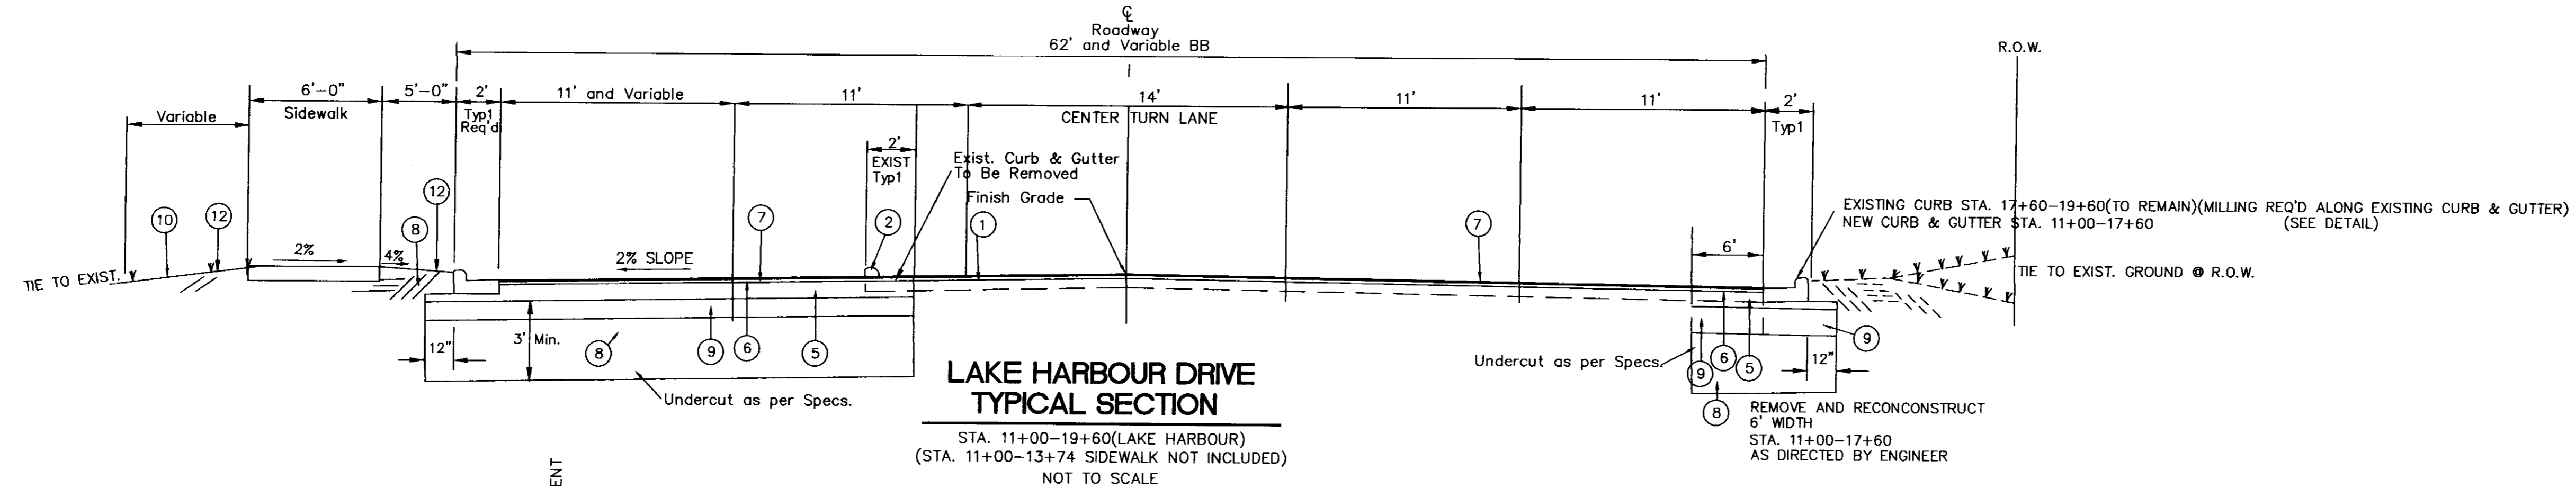 ℄
Roadway
62' and Variable BB
R.O.W.
6'-0"
Sidewalk
5'-0"
2'
Typ1
Req'd
11' and Variable
11'
14'
CENTER TURN LANE
11'
11'
2'
Typ1
Variable
2'
EXIST
Typ1
Exist. Curb & Gutter
To Be Removed
Finish Grade
10
12
8
12
7
2
1
7
EXISTING CURB STA. 17+60-19+60(TO REMAIN)(MILLING REQ'D ALONG EXISTING CURB & GUTTER)
NEW CURB & GUTTER STA. 11+00-17+60 (SEE DETAIL)
TIE TO EXIST.
2%
4%
2% SLOPE
6'
TIE TO EXIST. GROUND @ R.O.W.
12"
3' Min.
8
9
6
5
Undercut as per Specs.
Undercut as per Specs.
9
6
5
12"
9
8
REMOVE AND RECONCONSTRUCT
6' WIDTH
STA. 11+00-17+60
AS DIRECTED BY ENGINEER
LAKE HARBOUR DRIVE
TYPICAL SECTION
STA. 11+00-19+60(LAKE HARBOUR)
(STA. 11+00-13+74 SIDEWALK NOT INCLUDED)
NOT TO SCALE
ENT